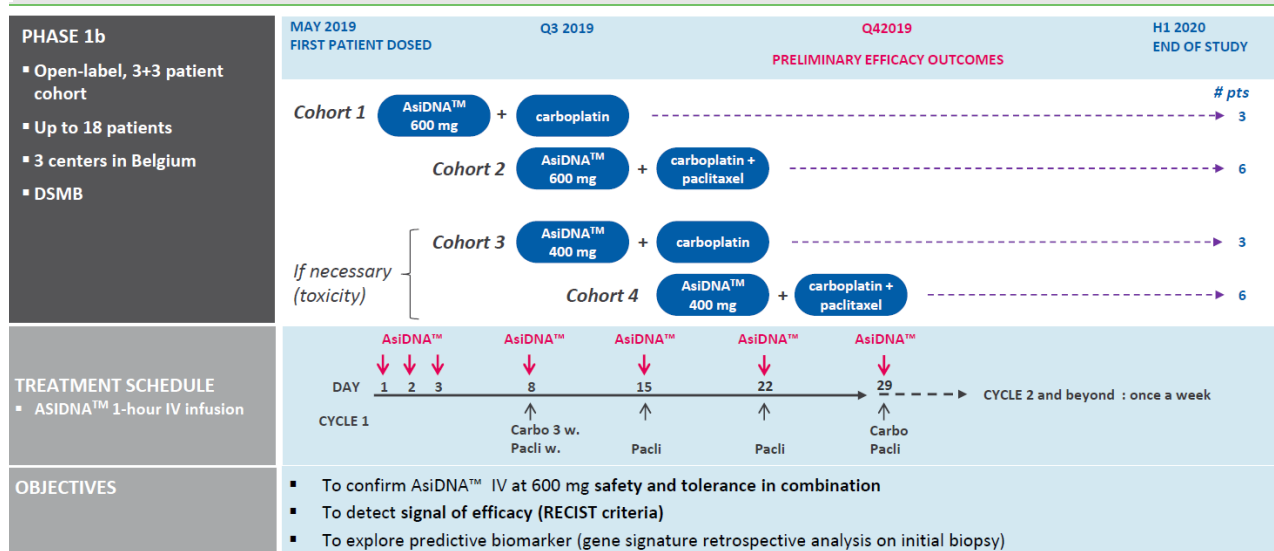 PHASE 1b
▪ Open-label, 3+3 patient
cohort
▪ Up to 18 patients
▪ 3 centers in Belgium
▪ DSMB
MAY 2019
FIRST PATIENT DOSED
Q3 2019
Q42019
PRELIMINARY EFFICACY OUTCOMES
H1 2020
END OF STUDY
# pts
Cohort 1
AsiDNA™
600 mg
+
carboplatin
3
Cohort 2
AsiDNA™
600 mg
+
carboplatin +
paclitaxel
6
If necessary
(toxicity)
Cohort 3
AsiDNA™
400 mg
+
carboplatin
3
Cohort 4
AsiDNA™
400 mg
+
carboplatin +
paclitaxel
6
TREATMENT SCHEDULE
▪ ASIDNA™ 1-hour IV infusion
AsiDNA™ AsiDNA™ AsiDNA™ AsiDNA™ AsiDNA™
DAY 1 2 3 8 15 22 29
CYCLE 2 and beyond : once a week
CYCLE 1
Carbo 3 w.
Pacli w.
Pacli
Pacli
Carbo
Pacli
OBJECTIVES
▪ To confirm AsiDNA™ IV at 600 mg safety and tolerance in combination
▪ To detect signal of efficacy (RECIST criteria)
▪ To explore predictive biomarker (gene signature retrospective analysis on initial biopsy)